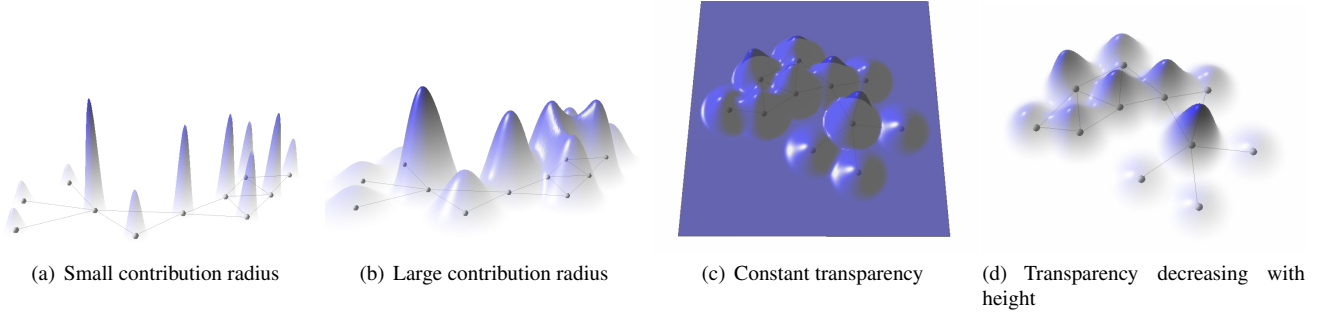 (a) Small contribution radius
(b) Large contribution radius
(c) Constant transparency
(d) Transparency decreasing with
height